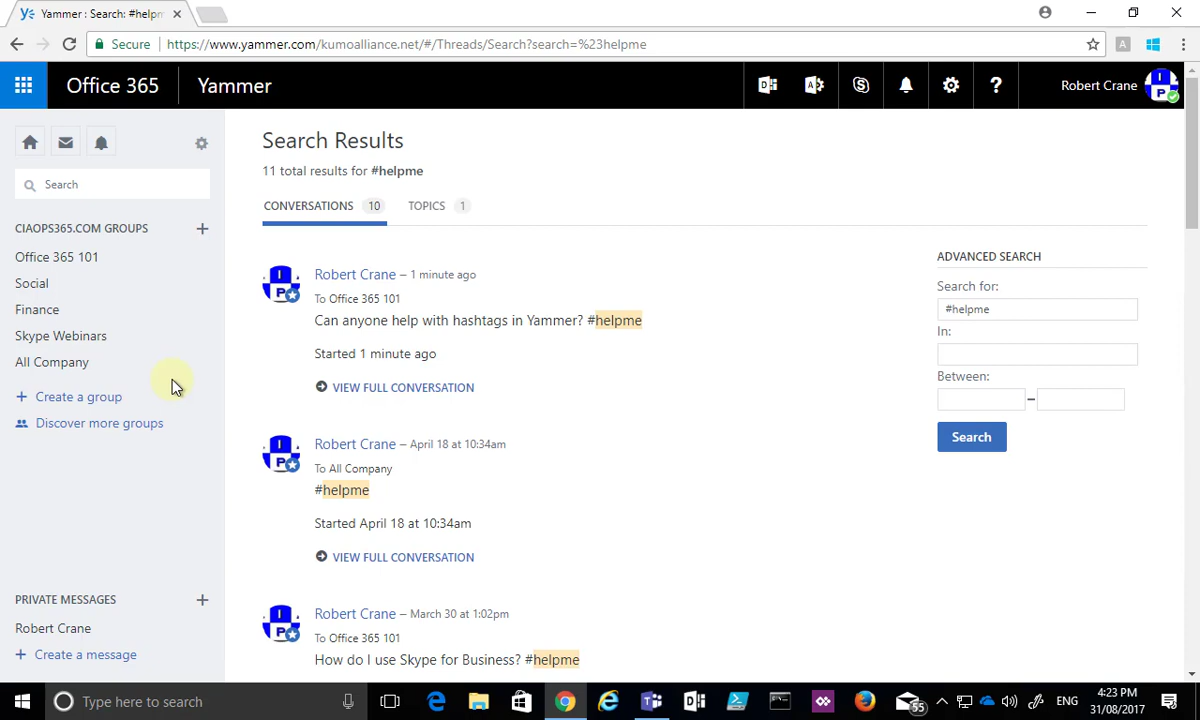 Yammer : Search: #helpm
Secure https://www.yammer.com/kumoalliance.net/#/Threads/Search?search=%23helpme
Office 365 Yammer Robert Crane
Search
CIAOPS365.COM GROUPS
Office 365 101
Social
Finance
Skype Webinars
All Company
Create a group
Discover more groups
PRIVATE MESSAGES
Robert Crane
Create a message
Search Results
11 total results for #helpme
CONVERSATIONS 10 TOPICS 1
Robert Crane – 1 minute ago
To Office 365 101
Can anyone help with hashtags in Yammer? #helpme
Started 1 minute ago
VIEW FULL CONVERSATION
Robert Crane – April 18 at 10:34am
To All Company
#helpme
Started April 18 at 10:34am
VIEW FULL CONVERSATION
Robert Crane – March 30 at 1:02pm
To Office 365 101
How do I use Skype for Business? #helpme
ADVANCED SEARCH
Search for:
#helpme
In:
Between:
–
Search
Type here to search
55
ENG
4:23 PM
31/08/2017